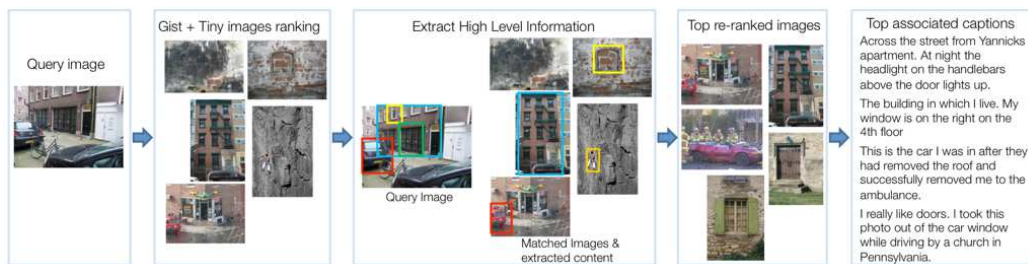 Gist + Tiny images ranking
Extract High Level Information
Top re-ranked images
Top associated captions
Query image
Query Image
Matched Images &
extracted content
Across the street from Yannicks
apartment. At night the
headlight on the handlebars
above the door lights up.
The building in which I live. My
window is on the right on the
4th floor
This is the car I was in after they
had removed the roof and
successfully removed me to the
ambulance.
I really like doors. I took this
photo out of the car window
while driving by a church in
Pennsylvania.